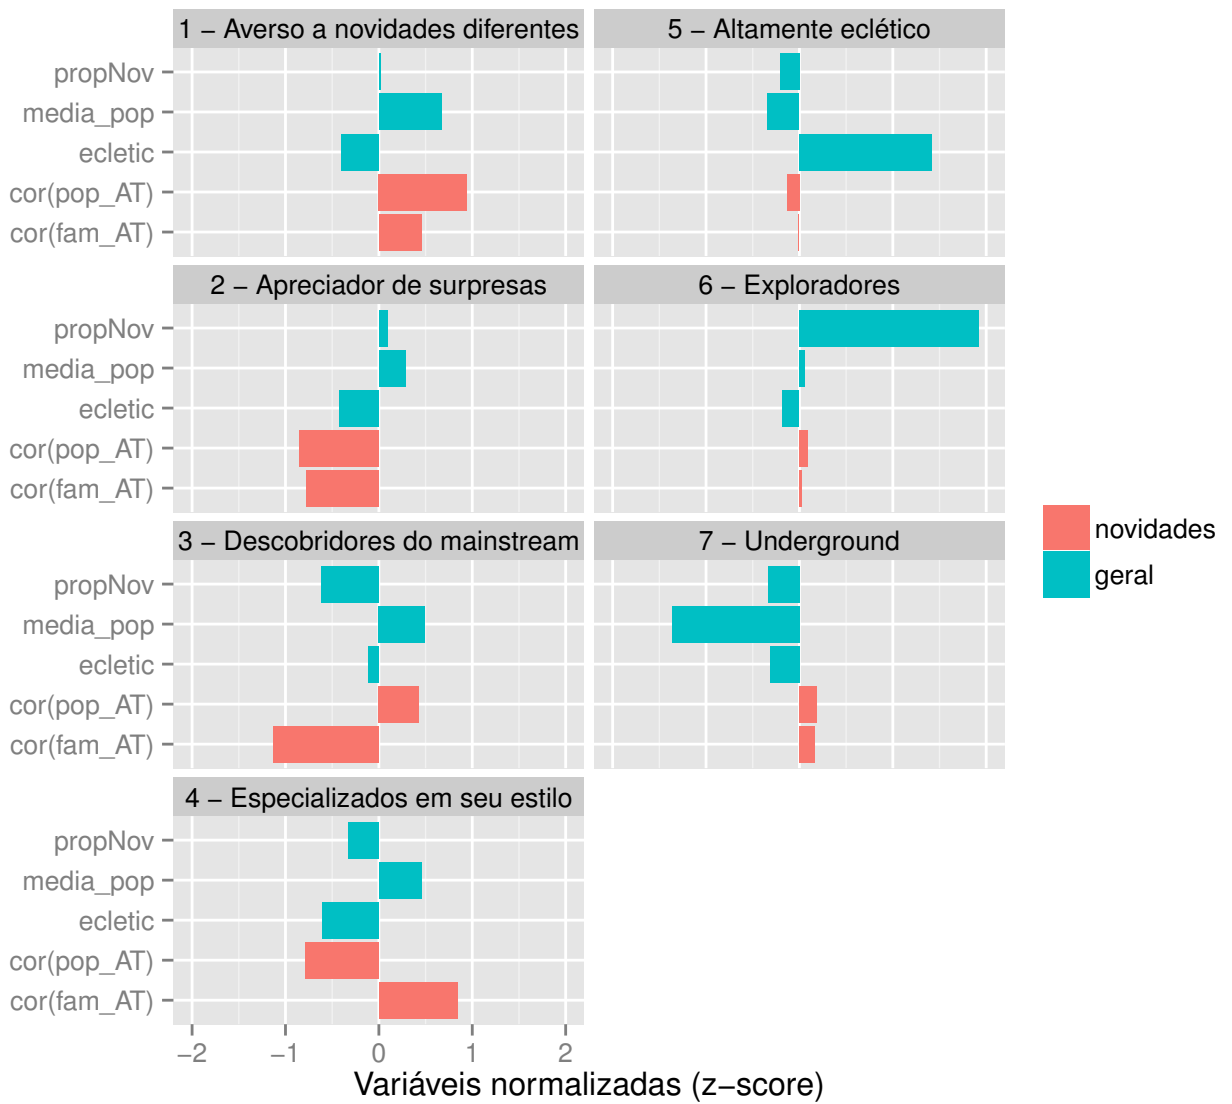 1 − Averso a novidades diferentes
5 − Altamente eclético
propNov
media_pop
ecletic
cor(pop_AT)
cor(fam_AT)
2 − Apreciador de surpresas
6 − Exploradores
propNov
media_pop
ecletic
cor(pop_AT)
cor(fam_AT)
3 − Descobridores do mainstream
7 − Underground
propNov
media_pop
ecletic
cor(pop_AT)
cor(fam_AT)
4 − Especializados em seu estilo
propNov
media_pop
ecletic
cor(pop_AT)
cor(fam_AT)
−2 −1 0 1 2
Variáveis normalizadas (z−score)
novidades
geral